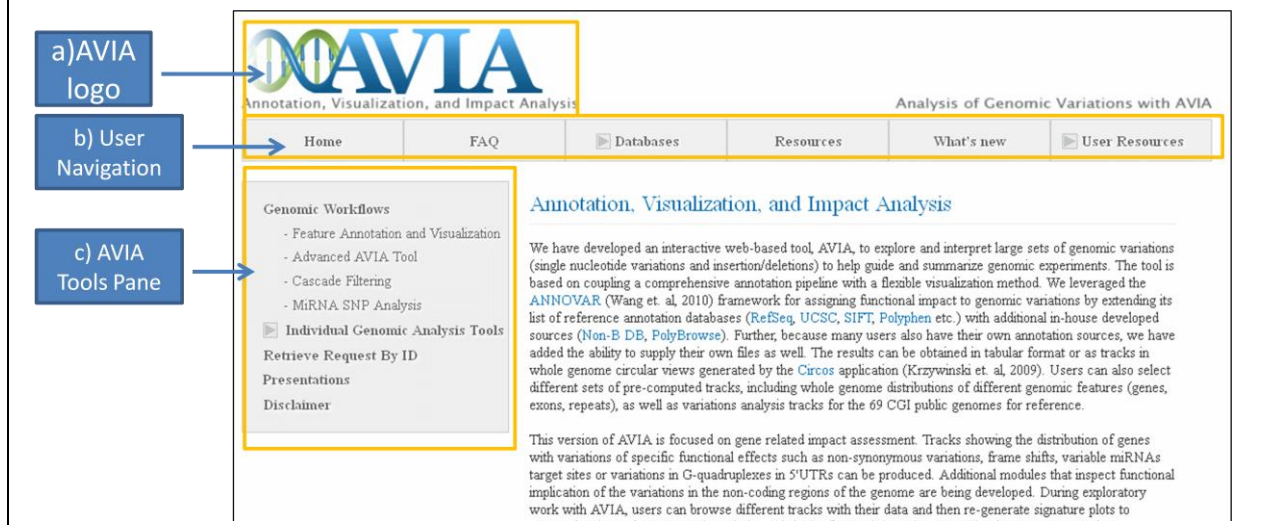 a)AVIA
logo
b) User
Navigation
c) AVIA
Tools Pane
AVIA
Annotation, Visualization, and Impact Analysis
Analysis of Genomic Variations with AVIA
Home FAQ Databases Resources What's new User Resources
Genomic Workflows
- Feature Annotation and Visualization
- Advanced AVIA Tool
- Cascade Filtering
- MiRNA SNP Analysis
Individual Genomic Analysis Tools
Retrieve Request By ID
Presentations
Disclaimer
Annotation, Visualization, and Impact Analysis
We have developed an interactive web-based tool, AVIA, to explore and interpret large sets of genomic variations
(single nucleotide variations and insertion/deletions) to help guide and summarize genomic experiments. The tool is
based on coupling a comprehensive annotation pipeline with a flexible visualization method. We leveraged the
ANNOVAR (Wang et. al, 2010) framework for assigning functional impact to genomic variations by extending its
list of reference annotation databases (RefSeq, UCSC, SIFT, Polyphen etc.) with additional in-house developed
sources (Non-B DB, PolyBrowse). Further, because many users also have their own annotation sources, we have
added the ability to supply their own files as well. The results can be obtained in tabular format or as tracks in
whole genome circular views generated by the Circos application (Krzywinski et. al, 2009). Users can also select
different sets of pre-computed tracks, including whole genome distributions of different genomic features (genes,
exons, repeats), as well as variations analysis tracks for the 69 CGI public genomes for reference.
This version of AVIA is focused on gene related impact assessment. Tracks showing the distribution of genes
with variations of specific functional effects such as non-synonymous variations, frame shifts, variable miRNAs
target sites or variations in G-quadruplexes in 5'UTRs can be produced. Additional modules that inspect functional
implication of the variations in the non-coding regions of the genome are being developed. During exploratory
work with AVIA, users can browse different tracks with their data and then re-generate signature plots to